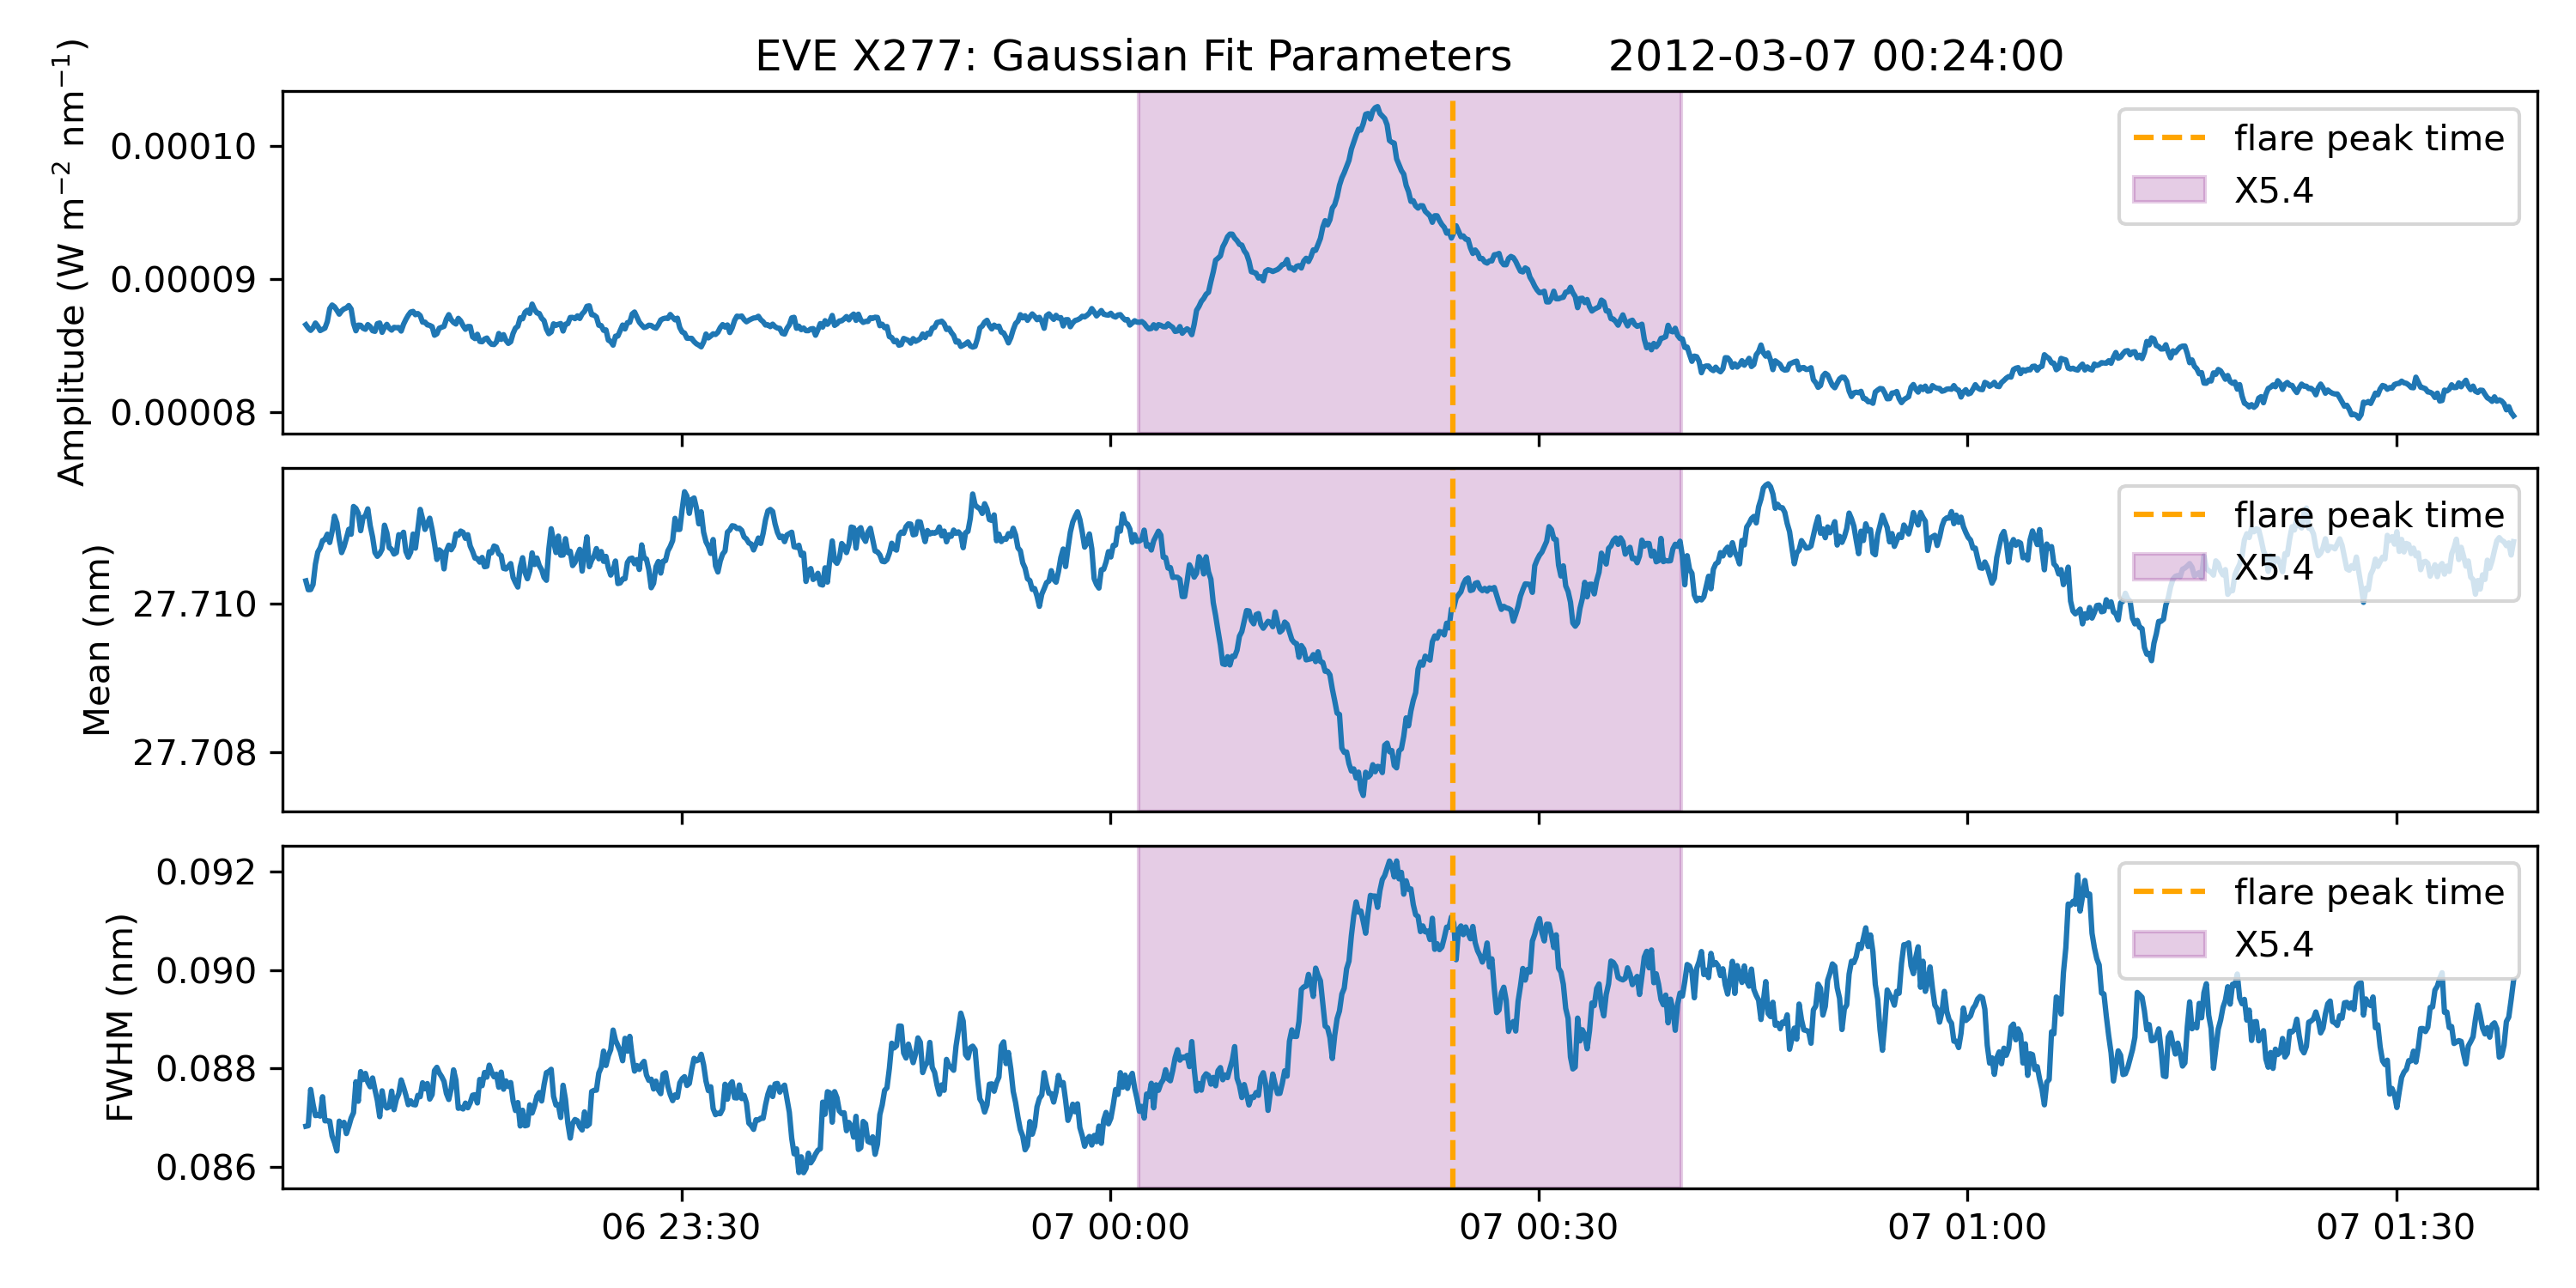 EVE X277: Gaussian Fit Parameters 2012-03-07 00:24:00
Amplitude (W m⁻² nm⁻¹)
0.00010
0.00009
0.00008
flare peak time
X5.4
Mean (nm)
27.710
27.708
flare peak time
X5.4
FWHM (nm)
0.092
0.090
0.088
0.086
flare peak time
X5.4
06 23:30
07 00:00
07 00:30
07 01:00
07 01:30